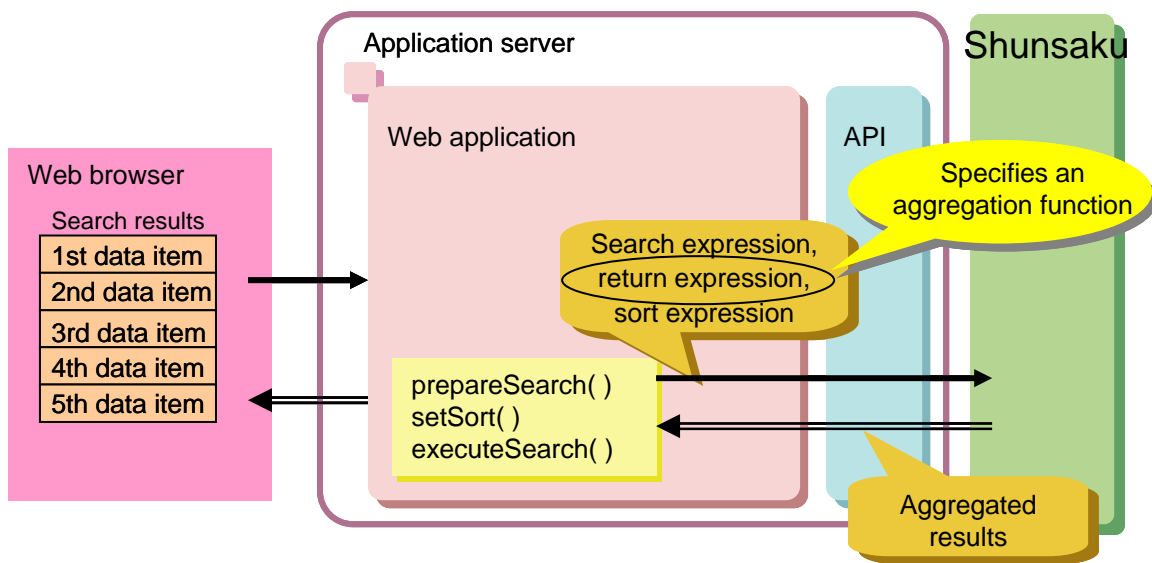 Application server
Shunsaku
Web application
API
Web browser
Search results
1st data item
2nd data item
3rd data item
4th data item
5th data item
Specifies an
aggregation function
Search expression,
return expression,
sort expression
prepareSearch( )
setSort( )
executeSearch( )
Aggregated
results